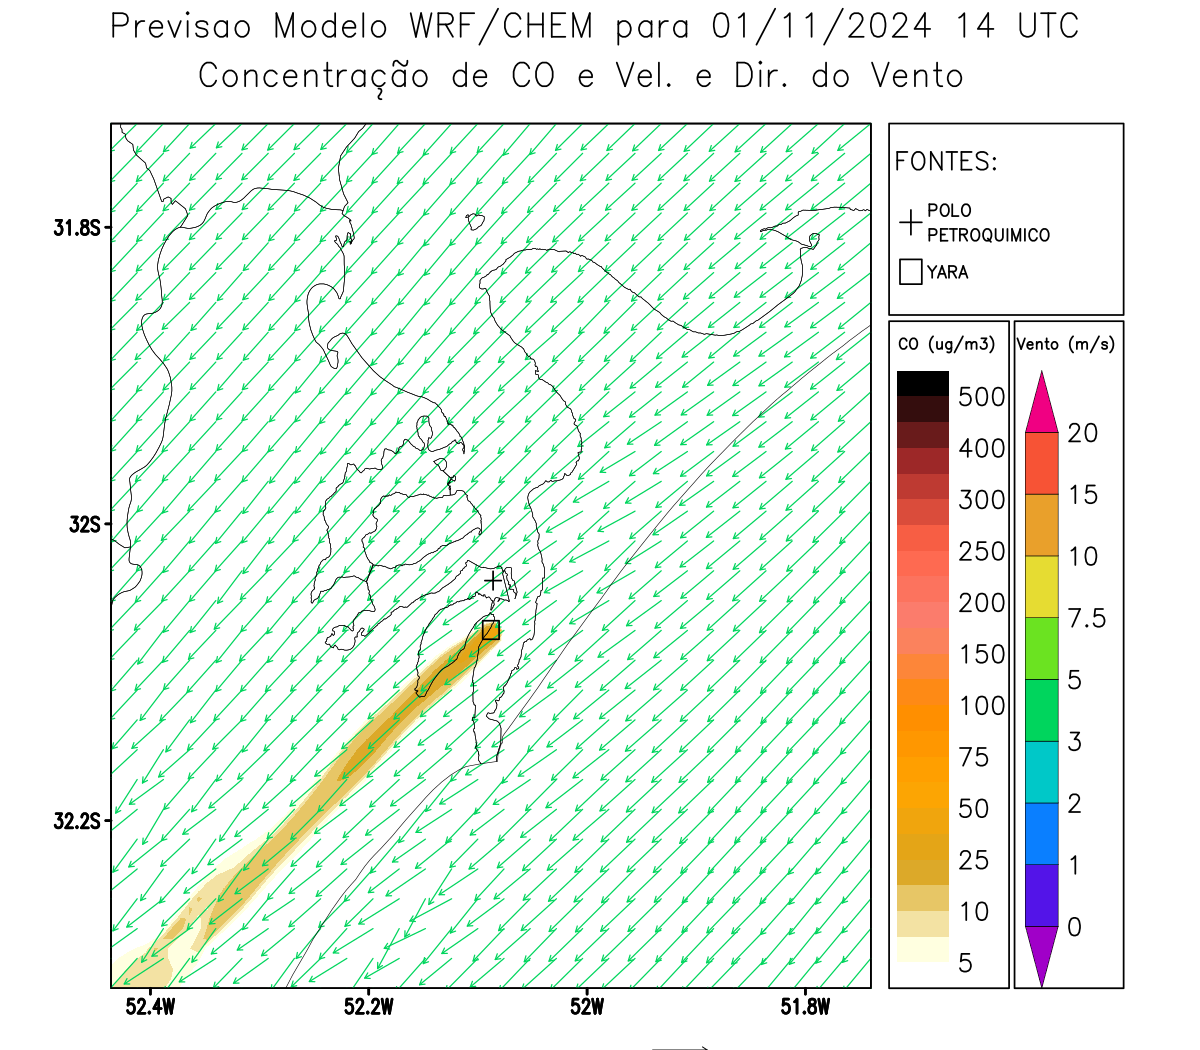 Previsao Modelo WRF/CHEM para 01/11/2024 14 UTC
Concentração de CO e Vel. e Dir. do Vento
FONTES:
POLO
PETROQUIMICO
YARA
CO (ug/m3)
500
400
300
250
200
150
100
75
50
25
10
5
Vento (m/s)
20
15
10
7.5
5
3
2
1
0
31.8S
32S
32.2S
52.4W
52.2W
52W
51.8W